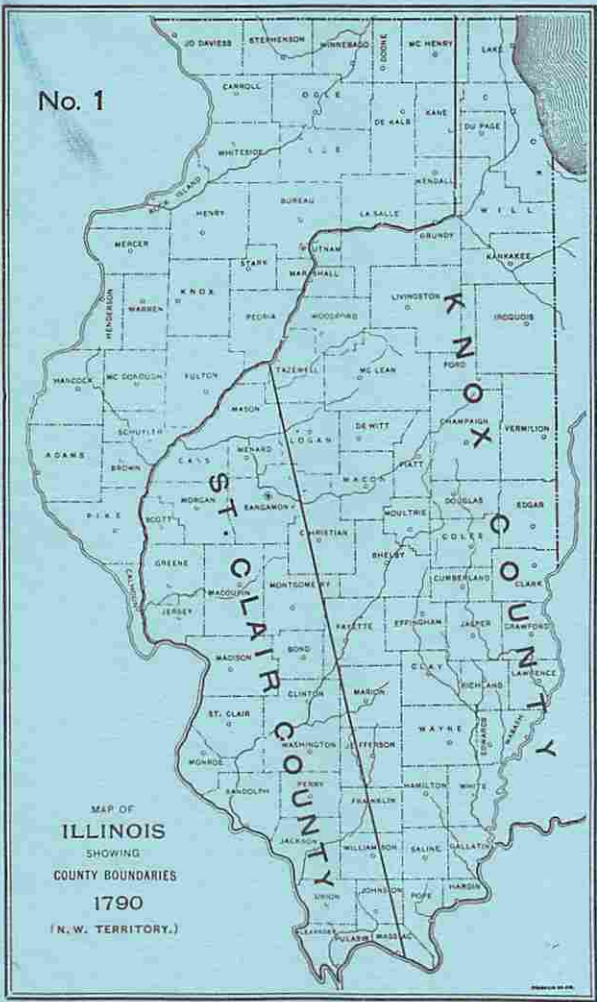 No. 1
JO DAVIESS
STEPHENSON
WINNEBAGO
BOONE
MC HENRY
LAKE
CARROLL
OGLE
DE KALB
KANE
COOK
DU PAGE
WHITESIDE
LEE
KENDALL
ROCK ISLAND
HENRY
BUREAU
LA SALLE
GRUNDY
WILL
MERCER
STARK
PUTNAM
KANKAKEE
HENDERSON
WARREN
KNOX
MARSHALL
LIVINGSTON
PEORIA
WOODFORD
IROQUOIS
HANCOCK
MC DONOUGH
FULTON
TAZEWELL
MC LEAN
FORD
MASON
SCHUYLER
LOGAN
DE WITT
CHAMPAIGN
VERMILION
ADAMS
BROWN
CASS
MENARD
PIATT
MACON
PIKE
SCOTT
MORGAN
SANGAMON
CHRISTIAN
MOULTRIE
DOUGLAS
EDGAR
SHELBY
COLES
GREENE
MACOUPIN
MONTGOMERY
CUMBERLAND
CLARK
CALHOUN
JERSEY
FAYETTE
EFFINGHAM
JASPER
CRAWFORD
MADISON
BOND
CLAY
RICHLAND
LAWRENCE
CLINTON
MARION
ST. CLAIR
WASHINGTON
JEFFERSON
WAYNE
EDWARDS
WABASH
MONROE
RANDOLPH
PERRY
FRANKLIN
HAMILTON
WHITE
JACKSON
WILLIAMSON
SALINE
GALLATIN
UNION
JOHNSON
POPE
HARDIN
ALEXANDER
PULASKI
MASSAC
KNOX COUNTY
ST CLAIR COUNTY
MAP OF
ILLINOIS
SHOWING
COUNTY BOUNDARIES
1790
(N. W. TERRITORY.)